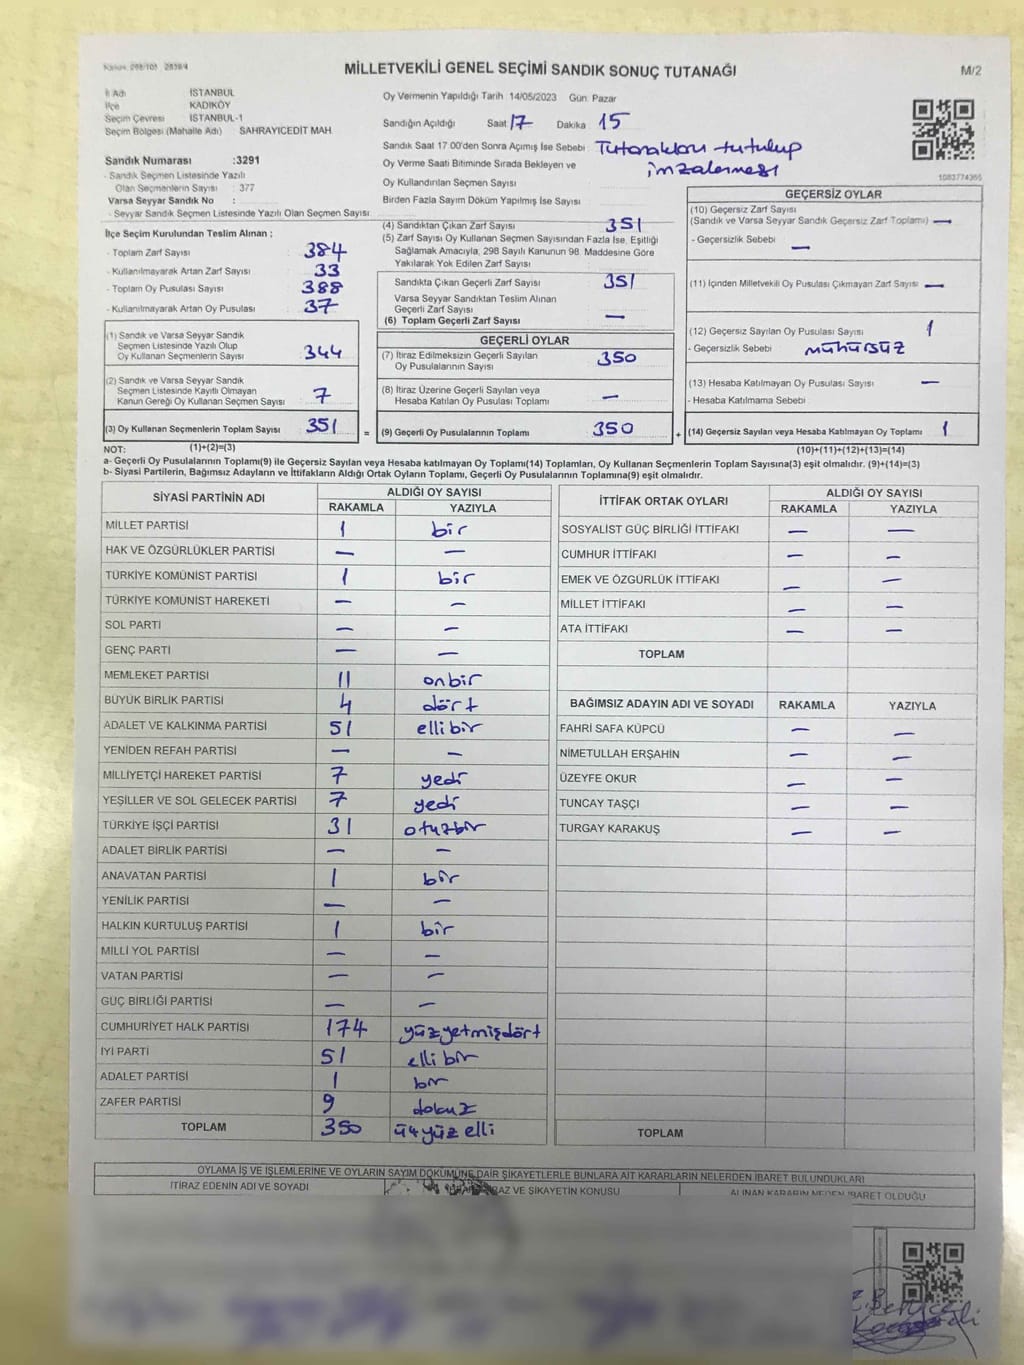 MİLLETVEKİLİ GENEL SEÇİMİ SANDIK SONUÇ TUTANAĞI
M/2
İl Adı İSTANBUL
İlçe KADIKÖY
Seçim Çevresi İSTANBUL-1
Seçim Bölgesi (Mahalle Adı) SAHRAYICEDİT MAH
Sandık Numarası :3291
- Sandık Seçmen Listesinde Yazılı
Olan Seçmenlerin Sayısı : 377
Varsa Seyyar Sandık No :
- Seyyar Sandık Seçmen Listesinde Yazılı Olan Seçmen Sayısı
Oy Vermenin Yapıldığı Tarih 14/05/2023 Gün: Pazar
Sandığın Açıldığı Saat 17 Dakika 15
Sandık Saat 17.00'den Sonra Açımış İse Sebebi Tutanakları tutulup
imzalanması
Oy Verme Saati Bitiminde Sırada Bekleyen ve
Oy Kullandırılan Seçmen Sayısı
Birden Fazla Sayım Döküm Yapılmış İse Sayısı
1083774365
İlçe Seçim Kurulundan Teslim Alınan :
- Toplam Zarf Sayısı 384
- Kullanılmayarak Artan Zarf Sayısı 33
- Toplam Oy Pusulası Sayısı 388
- Kullanılmayarak Artan Oy Pusulası 37
(1) Sandık ve Varsa Seyyar Sandık
Seçmen Listesinde Yazılı Olup
Oy Kullanan Seçmenlerin Sayısı 344
(2) Sandık ve Varsa Seyyar Sandık
Seçmen Listesinde Kayıtlı Olmayan
Kanun Gereği Oy Kullanan Seçmen Sayısı 7
(3) Oy Kullanan Seçmenlerin Toplam Sayısı 351 =
(4) Sandıktan Çıkan Zarf Sayısı 351
(5) Zarf Sayısı Oy Kullanan Seçmen Sayısından Fazla İse, Eşitliği
Sağlamak Amacıyla, 298 Sayılı Kanunun 98. Maddesine Göre
Yakılarak Yok Edilen Zarf Sayısı
Sandıkta Çıkan Geçerli Zarf Sayısı 351
Varsa Seyyar Sandıktan Teslim Alınan
Geçerli Zarf Sayısı
(6) Toplam Geçerli Zarf Sayısı —
GEÇERLİ OYLAR
(7) İtiraz Edilmeksizin Geçerli Sayılan
Oy Pusulalarının Sayısı 350
(8) İtiraz Üzerine Geçerli Sayılan veya
Hesaba Katılan Oy Pusulası Toplamı —
(9) Geçerli Oy Pusulalarının Toplamı 350 +
GEÇERSİZ OYLAR
(10) Geçersiz Zarf Sayısı
(Sandık ve Varsa Seyyar Sandık Geçersiz Zarf Toplamı) —
- Geçersizlik Sebebi —
(11) İçinden Milletvekili Oy Pusulası Çıkmayan Zarf Sayısı —
(12) Geçersiz Sayılan Oy Pusulası Sayısı 1
- Geçersizlik Sebebi MÜHÜRSÜZ
(13) Hesaba Katılmayan Oy Pusulası Sayısı —
- Hesaba Katılmama Sebebi
(14) Geçersiz Sayılan veya Hesaba Katılmayan Oy Toplamı 1
NOT: (1)+(2)=(3) (10)+(11)+(12)+(13)=(14)
a- Geçerli Oy Pusulalarının Toplamı(9) ile Geçersiz Sayılan veya Hesaba katılmayan Oy Toplamı(14) Toplamları, Oy Kullanan Seçmenlerin Toplam Sayısına(3) eşit olmalıdır. (9)+(14)=(3)
b- Siyasi Partilerin, Bağımsız Adayların ve İttifakların Aldığı Ortak Oyların Toplamı, Geçerli Oy Pusulalarının Toplamına(9) eşit olmalıdır.
SİYASİ PARTİNİN ADI ALDIĞI OY SAYISI
RAKAMLA YAZIYLA
MİLLET PARTİSİ 1 bir
HAK VE ÖZGÜRLÜKLER PARTİSİ — —
TÜRKİYE KOMÜNİST PARTİSİ 1 bir
TÜRKİYE KOMÜNİST HAREKETİ — —
SOL PARTİ — —
GENÇ PARTİ — —
MEMLEKET PARTİSİ 11 onbir
BÜYÜK BİRLİK PARTİSİ 4 dört
ADALET VE KALKINMA PARTİSİ 51 ellibir
YENİDEN REFAH PARTİSİ — —
MİLLİYETÇİ HAREKET PARTİSİ 7 yedi
YEŞİLLER VE SOL GELECEK PARTİSİ 7 yedi
TÜRKİYE İŞÇİ PARTİSİ 31 otuzbir
ADALET BİRLİK PARTİSİ — —
ANAVATAN PARTİSİ 1 bir
YENİLİK PARTİSİ — —
HALKIN KURTULUŞ PARTİSİ 1 bir
MİLLİ YOL PARTİSİ — —
VATAN PARTİSİ — —
GÜÇ BİRLİĞİ PARTİSİ — —
CUMHURİYET HALK PARTİSİ 174 yüzyetmişdört
İYİ PARTİ 51 ellibir
ADALET PARTİSİ 1 bir
ZAFER PARTİSİ 9 dokuz
TOPLAM 350 üçyüzelli
İTTİFAK ORTAK OYLARI ALDIĞI OY SAYISI
RAKAMLA YAZIYLA
SOSYALİST GÜÇ BİRLİĞİ İTTİFAKI — —
CUMHUR İTTİFAKI — —
EMEK VE ÖZGÜRLÜK İTTİFAKI — —
MİLLET İTTİFAKI — —
ATA İTTİFAKI — —
TOPLAM
BAĞIMSIZ ADAYIN ADI VE SOYADI RAKAMLA YAZIYLA
FAHRİ SAFA KÜPCÜ — —
NİMETULLAH ERŞAHİN — —
ÜZEYFE OKUR — —
TUNCAY TAŞÇI — —
TURGAY KARAKUŞ — —
TOPLAM
OYLAMA İŞ VE İŞLEMLERİNE VE OYLARIN SAYIM DÖKÜMÜNE DAİR ŞİKAYETLERLE BUNLARA AİT KARARLARIN NELERDEN İBARET BULUNDUKLARI
İTİRAZ EDENİN ADI VE SOYADI VE ŞİKAYETİN KONUSU ALINAN KARARIN NEDEN İBARET OLDUĞU